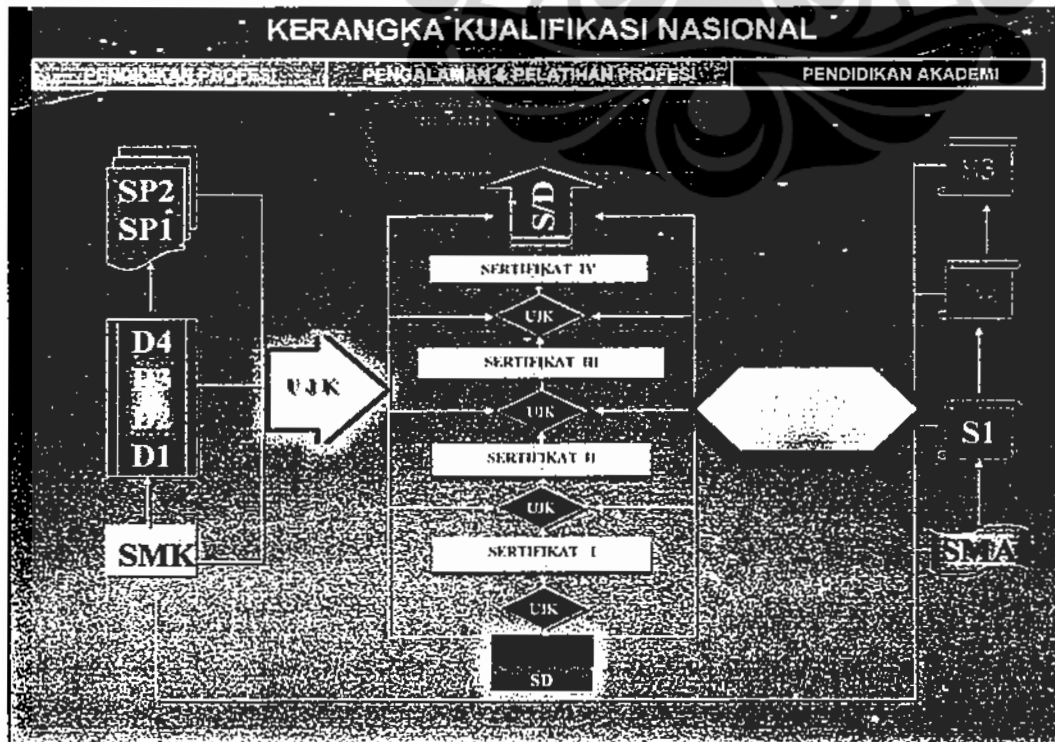 KERANGKA KUALIFIKASI NASIONAL
PENDIDIKAN PROFESI
PENGALAMAN & PELATIHAN PROFESI
PENDIDIKAN AKADEMI
SP2
SP1
D4
D1
SMK
UJK
S/D
SERTIFIKAT IV
UJK
SERTIFIKAT III
UJK
SERTIFIKAT II
UJK
SERTIFIKAT I
UJK
SD
S3
S1
SMA